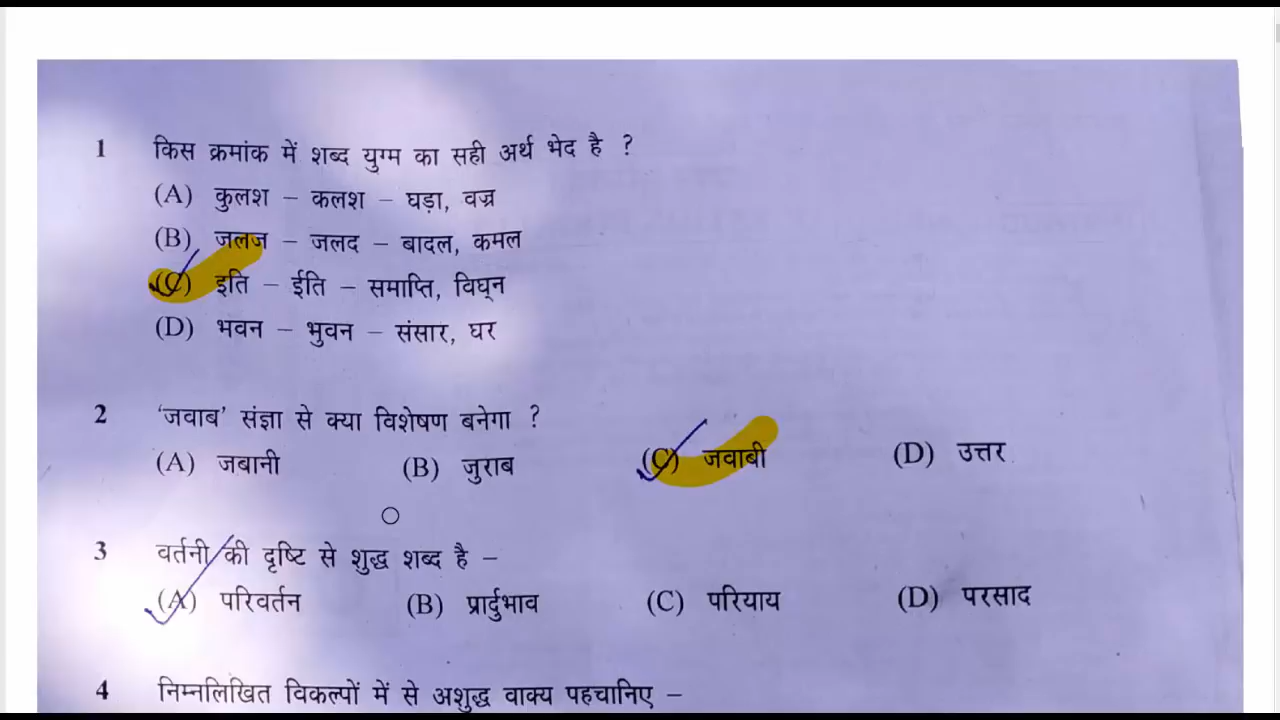 1 किस क्रमांक में शब्द युग्म का सही अर्थ भेद है ?
(A) कुलश – कलश – घड़ा, वज्र
(B) जलज – जलद – बादल, कमल
(C) इति – ईति – समाप्ति, विघ्न
(D) भवन – भुवन – संसार, घर
2 'जवाब' संज्ञा से क्या विशेषण बनेगा ?
(A) जबानी (B) जुराब (C) जवाबी (D) उत्तर
3 वर्तनी की दृष्टि से शुद्ध शब्द है –
(A) परिवर्तन (B) प्रार्दुभाव (C) परियाय (D) परसाद
4 निम्नलिखित विकल्पों में से अशुद्ध वाक्य पहचानिए –